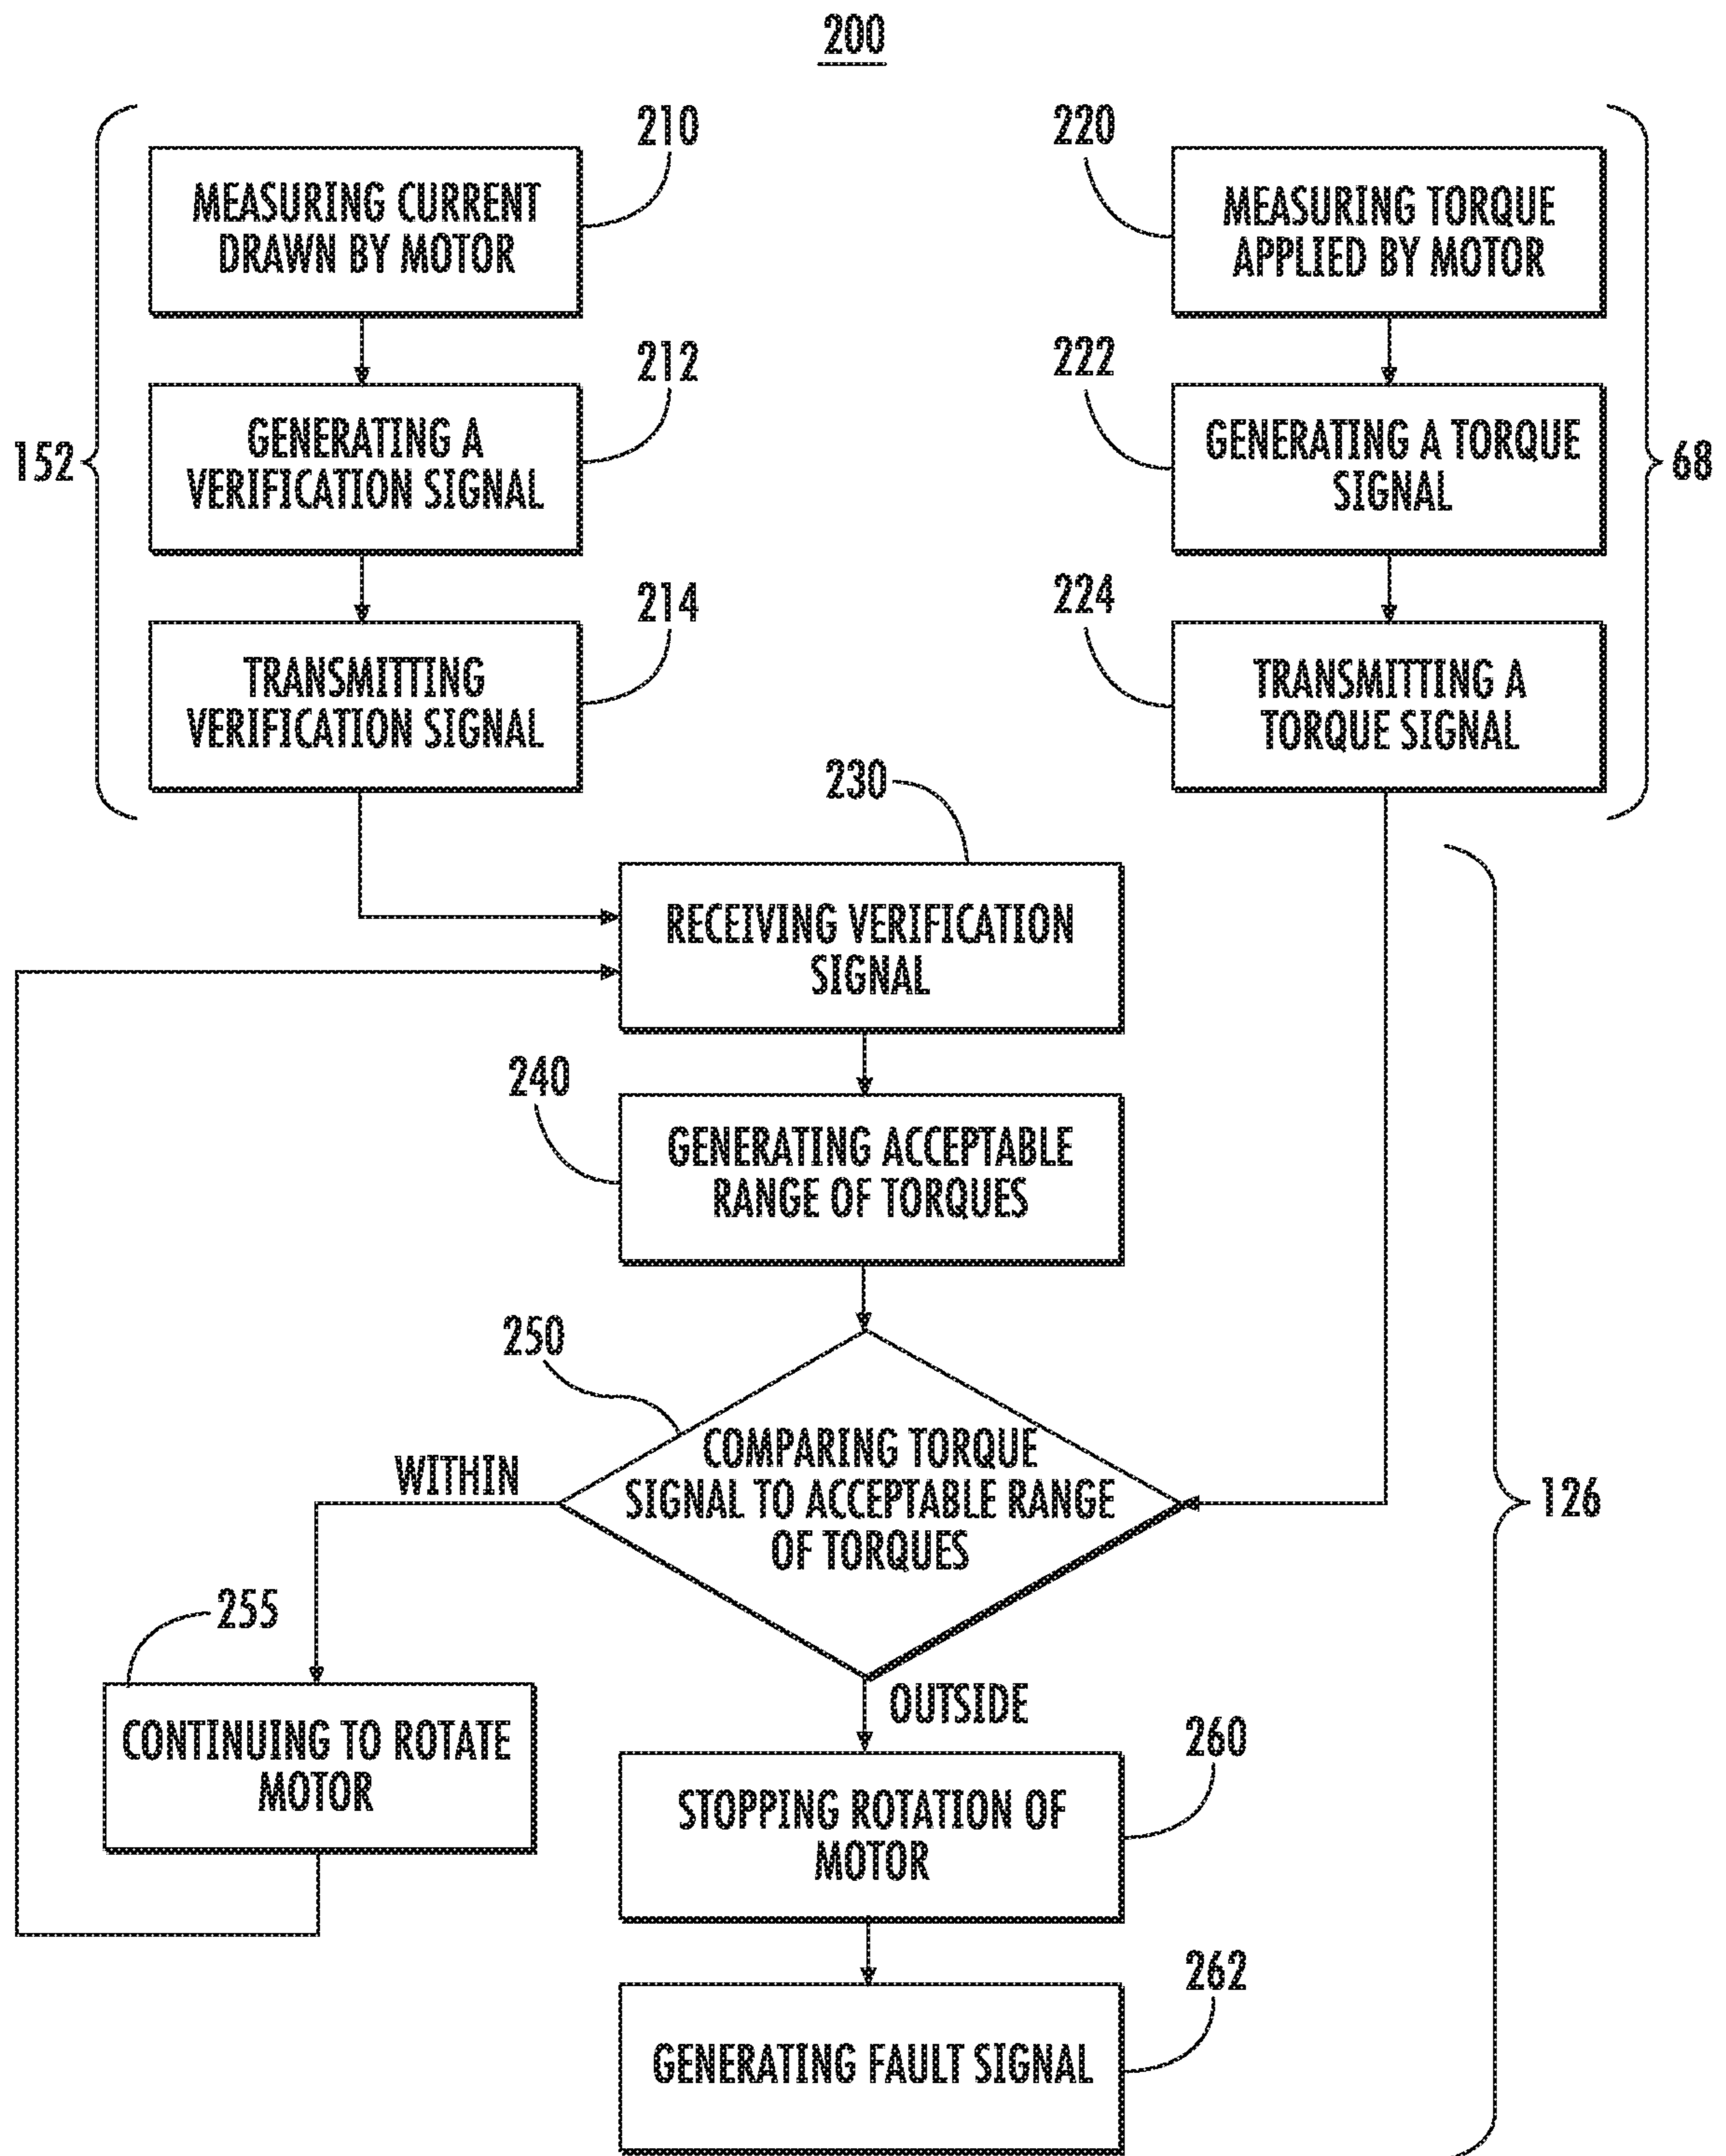 200
210
MEASURING CURRENT
DRAWN BY MOTOR
212
GENERATING A
VERIFICATION SIGNAL
152
214
TRANSMITTING
VERIFICATION SIGNAL
220
MEASURING TORQUE
APPLIED BY MOTOR
222
GENERATING A TORQUE
SIGNAL
68
224
TRANSMITTING A
TORQUE SIGNAL
230
RECEIVING VERIFICATION
SIGNAL
240
GENERATING ACCEPTABLE
RANGE OF TORQUES
250
COMPARING TORQUE
SIGNAL TO ACCEPTABLE RANGE
OF TORQUES
WITHIN
126
255
CONTINUING TO ROTATE
MOTOR
OUTSIDE
260
STOPPING ROTATION OF
MOTOR
262
GENERATING FAULT SIGNAL